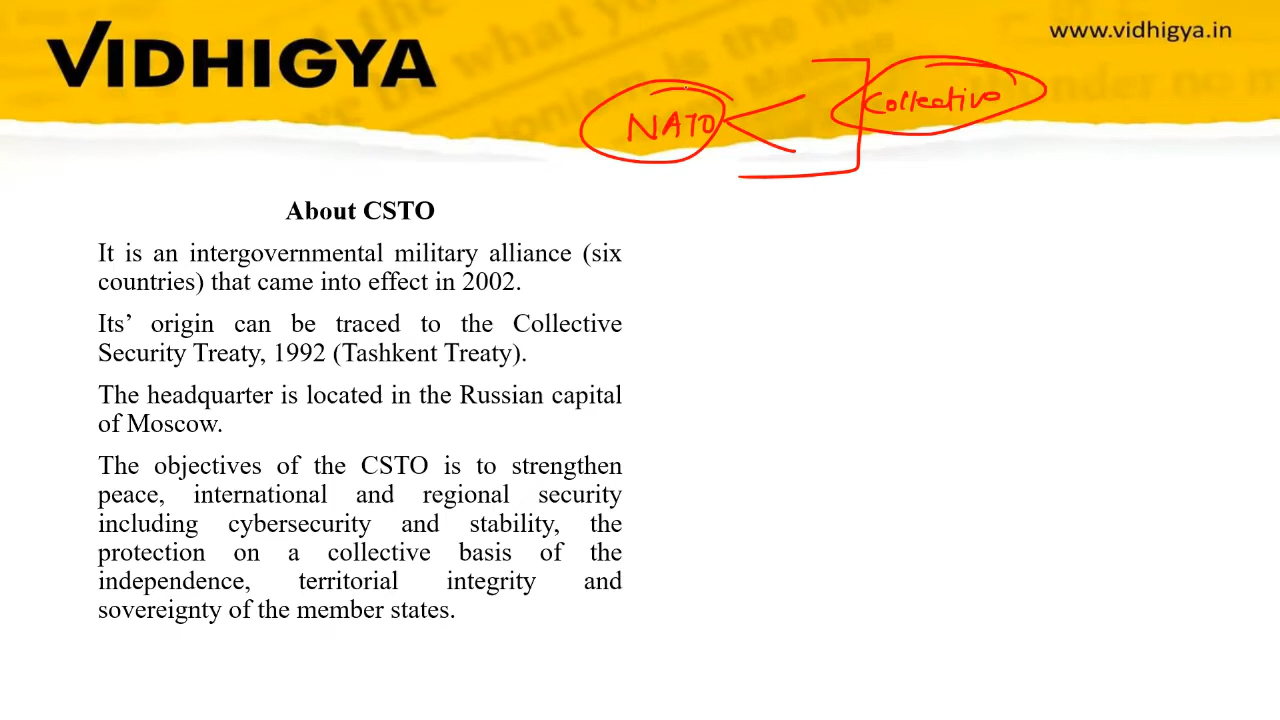 VIDHIGYA
www.vidhigya.in
NATO
Collective
About CSTO
It is an intergovernmental military alliance (six
countries) that came into effect in 2002.
Its’ origin can be traced to the Collective
Security Treaty, 1992 (Tashkent Treaty).
The headquarter is located in the Russian capital
of Moscow.
The objectives of the CSTO is to strengthen
peace, international and regional security
including cybersecurity and stability, the
protection on a collective basis of the
independence, territorial integrity and
sovereignty of the member states.